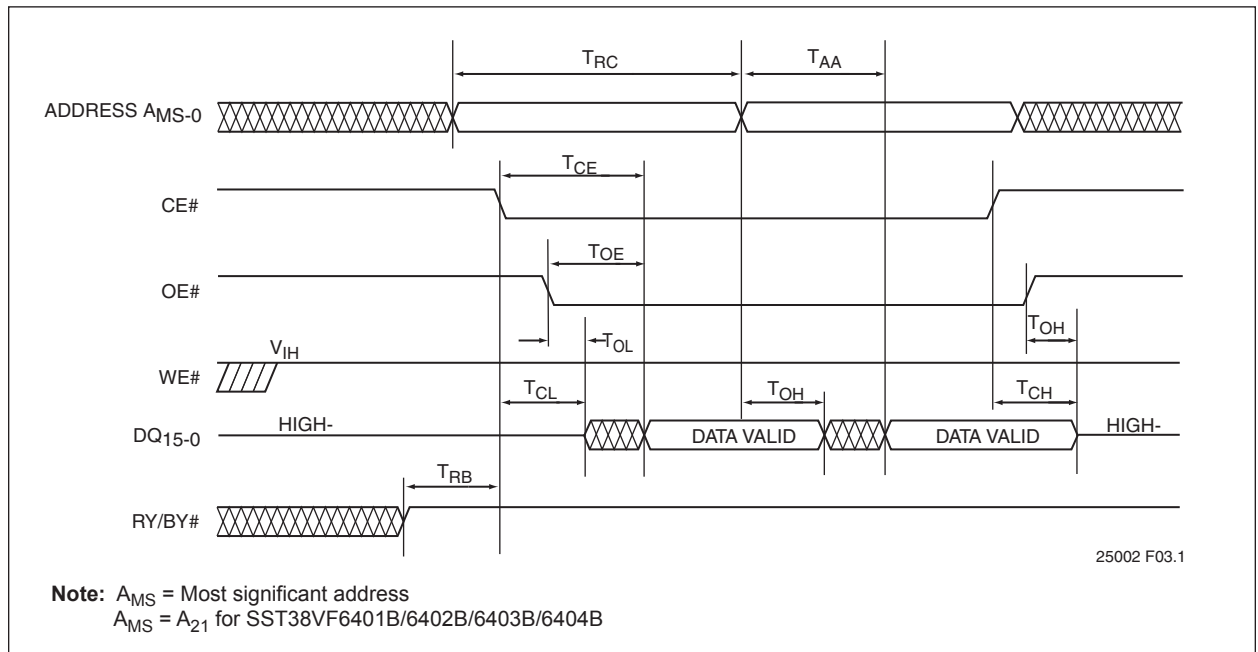 TRC TAA
ADDRESS AMS-0
TCE
CE#
TOE
OE#
TOL TOH
VIH
WE#
TCL TOH TCH
DQ15-0 HIGH- DATA VALID DATA VALID HIGH-
TRB
RY/BY#
25002 F03.1
Note: AMS = Most significant address
AMS = A21 for SST38VF6401B/6402B/6403B/6404B